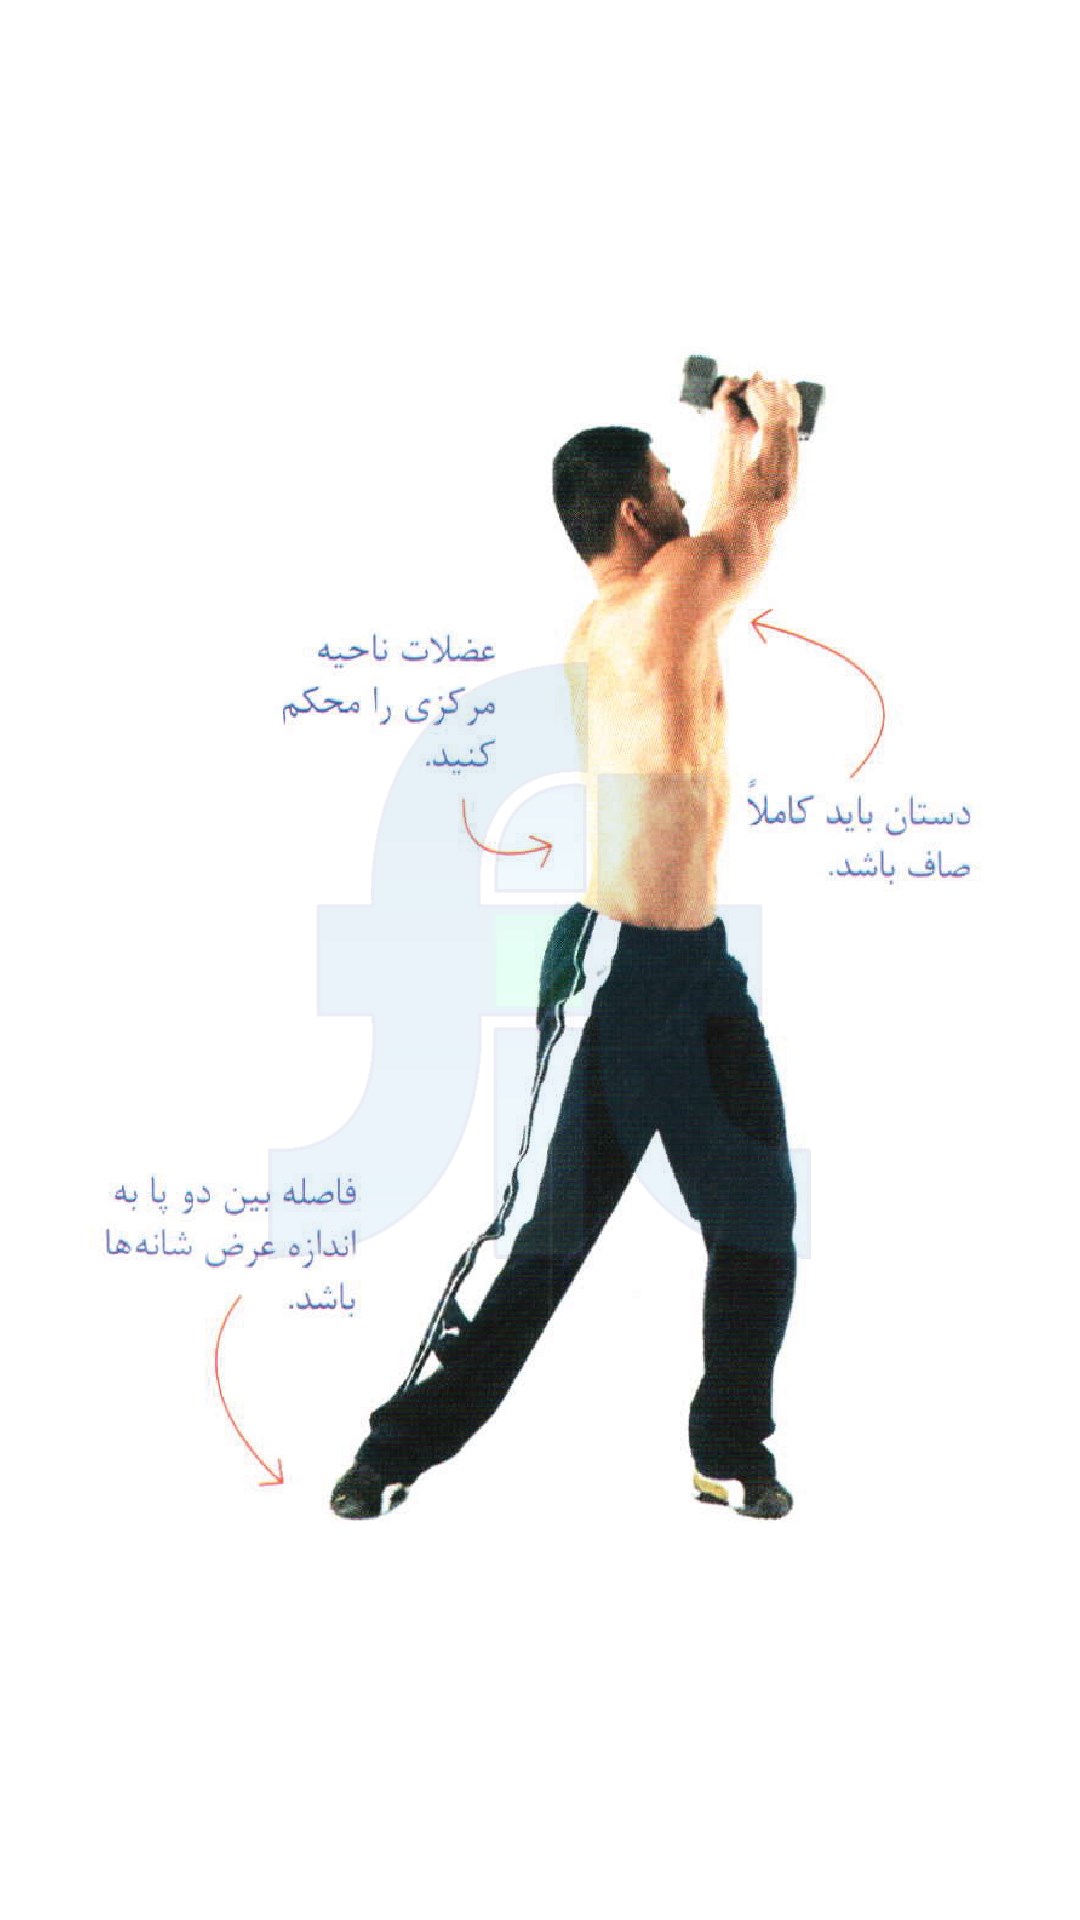 عضلات ناحیه
مرکزی را محکم
کنید.
دستان باید کاملاً
صاف باشد.
فاصله بین دو پا به
اندازه عرض شانه‌ها
باشد.
fit